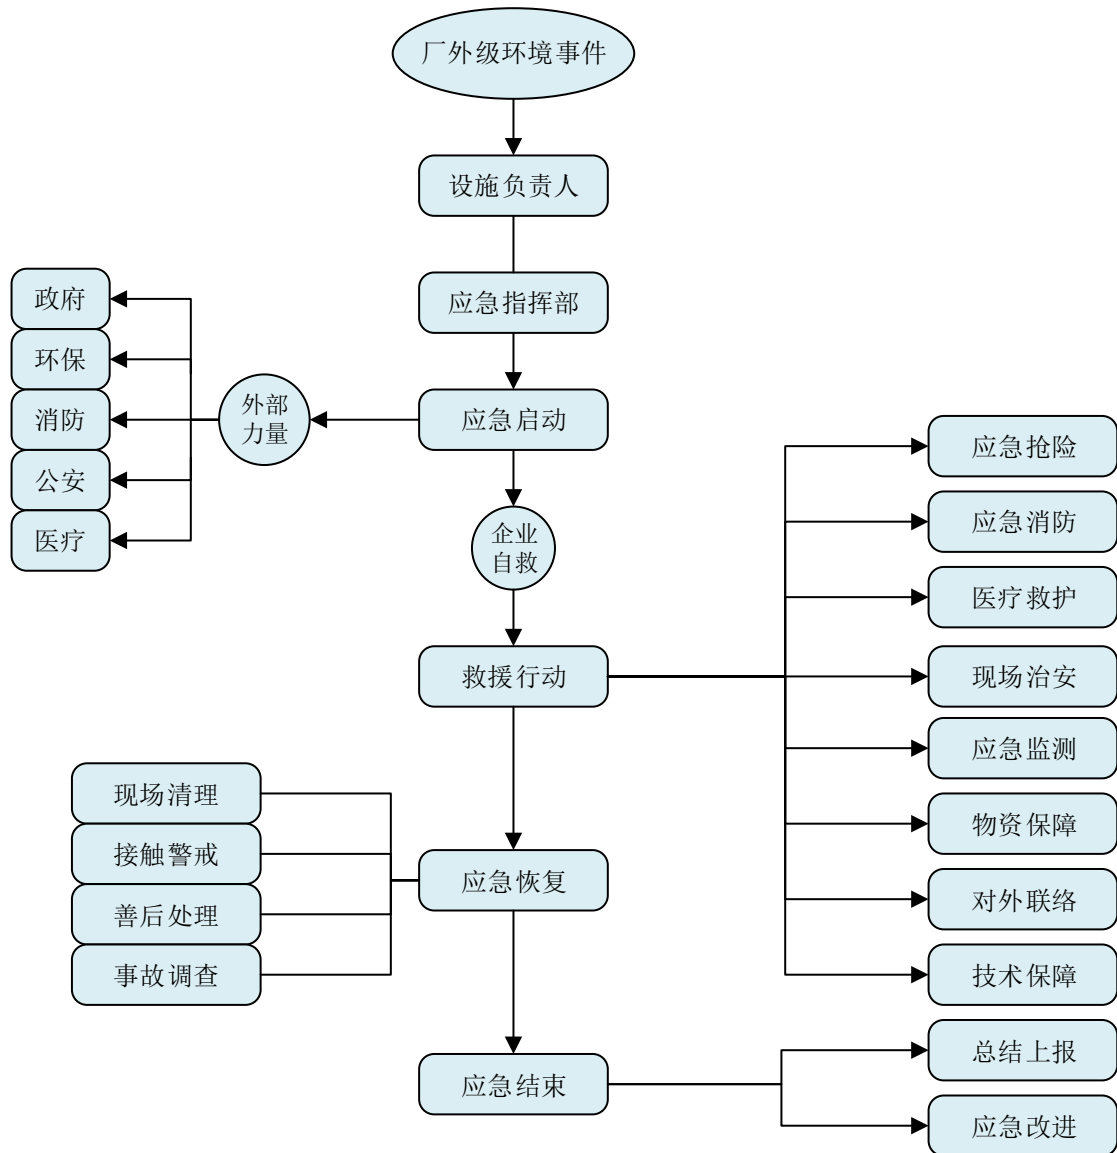 厂外级环境事件
设施负责人
应急指挥部
应急启动
外部
力量
政府
环保
消防
公安
医疗
企业
自救
救援行动
应急抢险
应急消防
医疗救护
现场治安
应急监测
物资保障
对外联络
技术保障
应急恢复
现场清理
接触警戒
善后处理
事故调查
应急结束
总结上报
应急改进